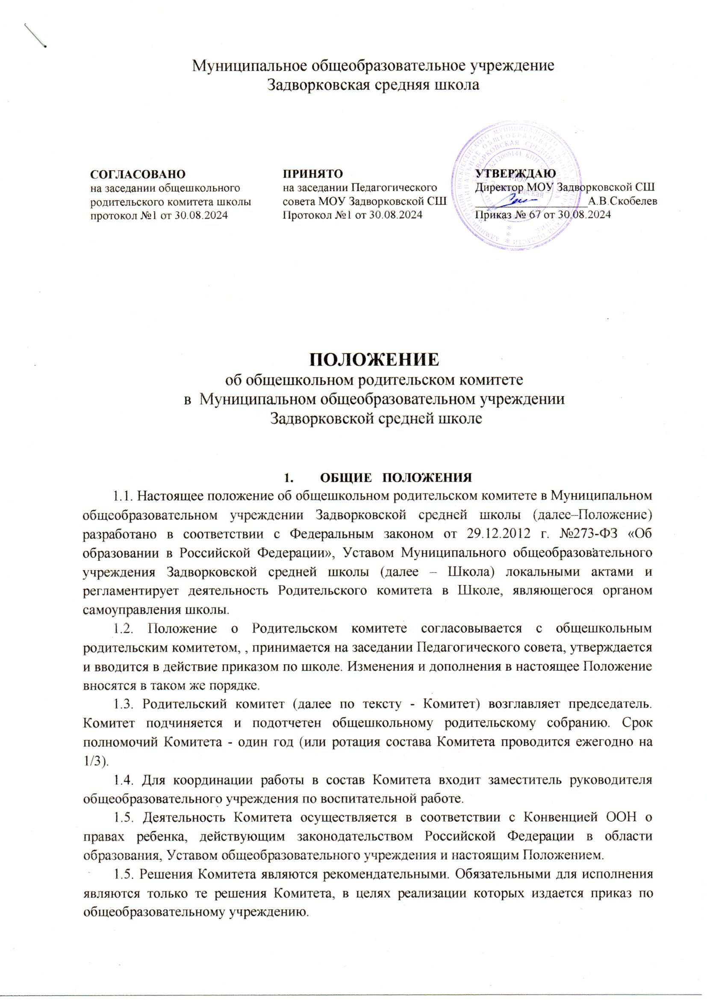 Муниципальное общеобразовательное учреждение
Задворковская средняя школа
СОГЛАСОВАНО
на заседании общешкольного
родительского комитета школы
протокол №1 от 30.08.2024
ПРИНЯТО
на заседании Педагогического
совета МОУ Задворковской СШ
Протокол №1 от 30.08.2024
УТВЕРЖДАЮ
Директор МОУ Задворковской СШ
А.В.Скобелев
Приказ № 67 от 30.08.2024
ПОЛОЖЕНИЕ
об общешкольном родительском комитете
в Муниципальном общеобразовательном учреждении
Задворковской средней школе
1. ОБЩИЕ ПОЛОЖЕНИЯ
1.1. Настоящее положение об общешкольном родительском комитете в Муниципальном
общеобразовательном учреждении Задворковской средней школы (далее–Положение)
разработано в соответствии с Федеральным законом от 29.12.2012 г. №273-ФЗ «Об
образовании в Российской Федерации», Уставом Муниципального общеобразовательного
учреждения Задворковской средней школы (далее – Школа) локальными актами и
регламентирует деятельность Родительского комитета в Школе, являющегося органом
самоуправления школы.
1.2. Положение о Родительском комитете согласовывается с общешкольным
родительским комитетом, , принимается на заседании Педагогического совета, утверждается
и вводится в действие приказом по школе. Изменения и дополнения в настоящее Положение
вносятся в таком же порядке.
1.3. Родительский комитет (далее по тексту - Комитет) возглавляет председатель.
Комитет подчиняется и подотчетен общешкольному родительскому собранию. Срок
полномочий Комитета - один год (или ротация состава Комитета проводится ежегодно на
1/3).
1.4. Для координации работы в состав Комитета входит заместитель руководителя
общеобразовательного учреждения по воспитательной работе.
1.5. Деятельность Комитета осуществляется в соответствии с Конвенцией ООН о
правах ребенка, действующим законодательством Российской Федерации в области
образования, Уставом общеобразовательного учреждения и настоящим Положением.
1.5. Решения Комитета являются рекомендательными. Обязательными для исполнения
являются только те решения Комитета, в целях реализации которых издается приказ по
общеобразовательному учреждению.